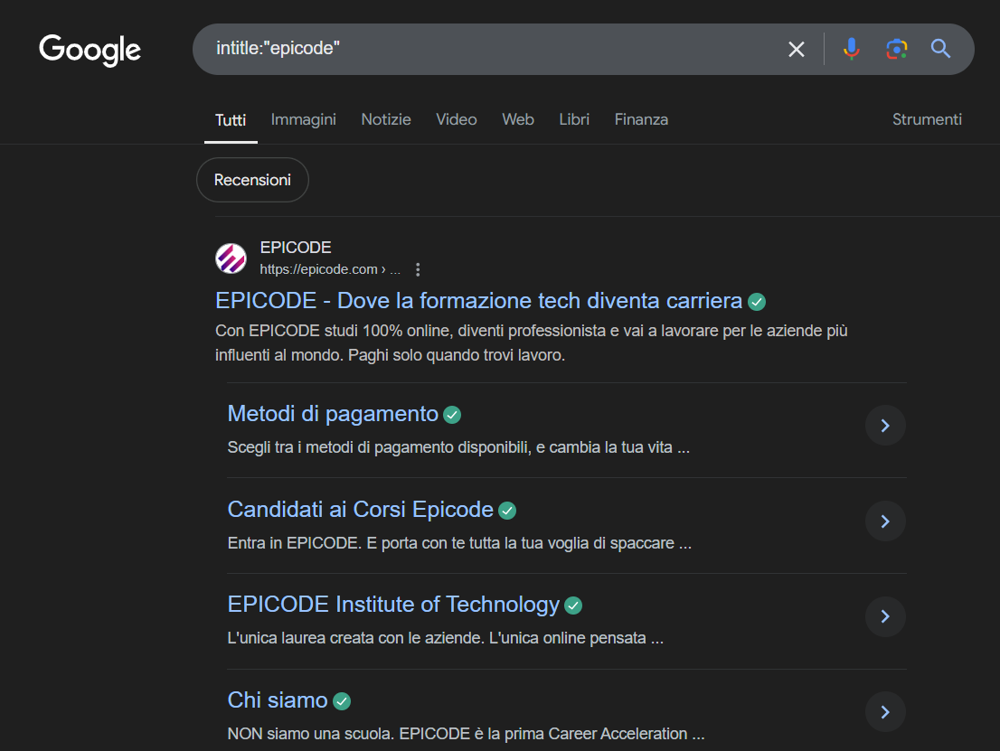 Google
intitle:"epicode"
Tutti Immagini Notizie Video Web Libri Finanza Strumenti
Recensioni
EPICODE
https://epicode.com › ...
EPICODE - Dove la formazione tech diventa carriera
Con EPICODE studi 100% online, diventi professionista e vai a lavorare per le aziende più
influenti al mondo. Paghi solo quando trovi lavoro.
Metodi di pagamento
Scegli tra i metodi di pagamento disponibili, e cambia la tua vita ...
Candidati ai Corsi Epicode
Entra in EPICODE. E porta con te tutta la tua voglia di spaccare ...
EPICODE Institute of Technology
L'unica laurea creata con le aziende. L'unica online pensata ...
Chi siamo
NON siamo una scuola. EPICODE è la prima Career Acceleration ...